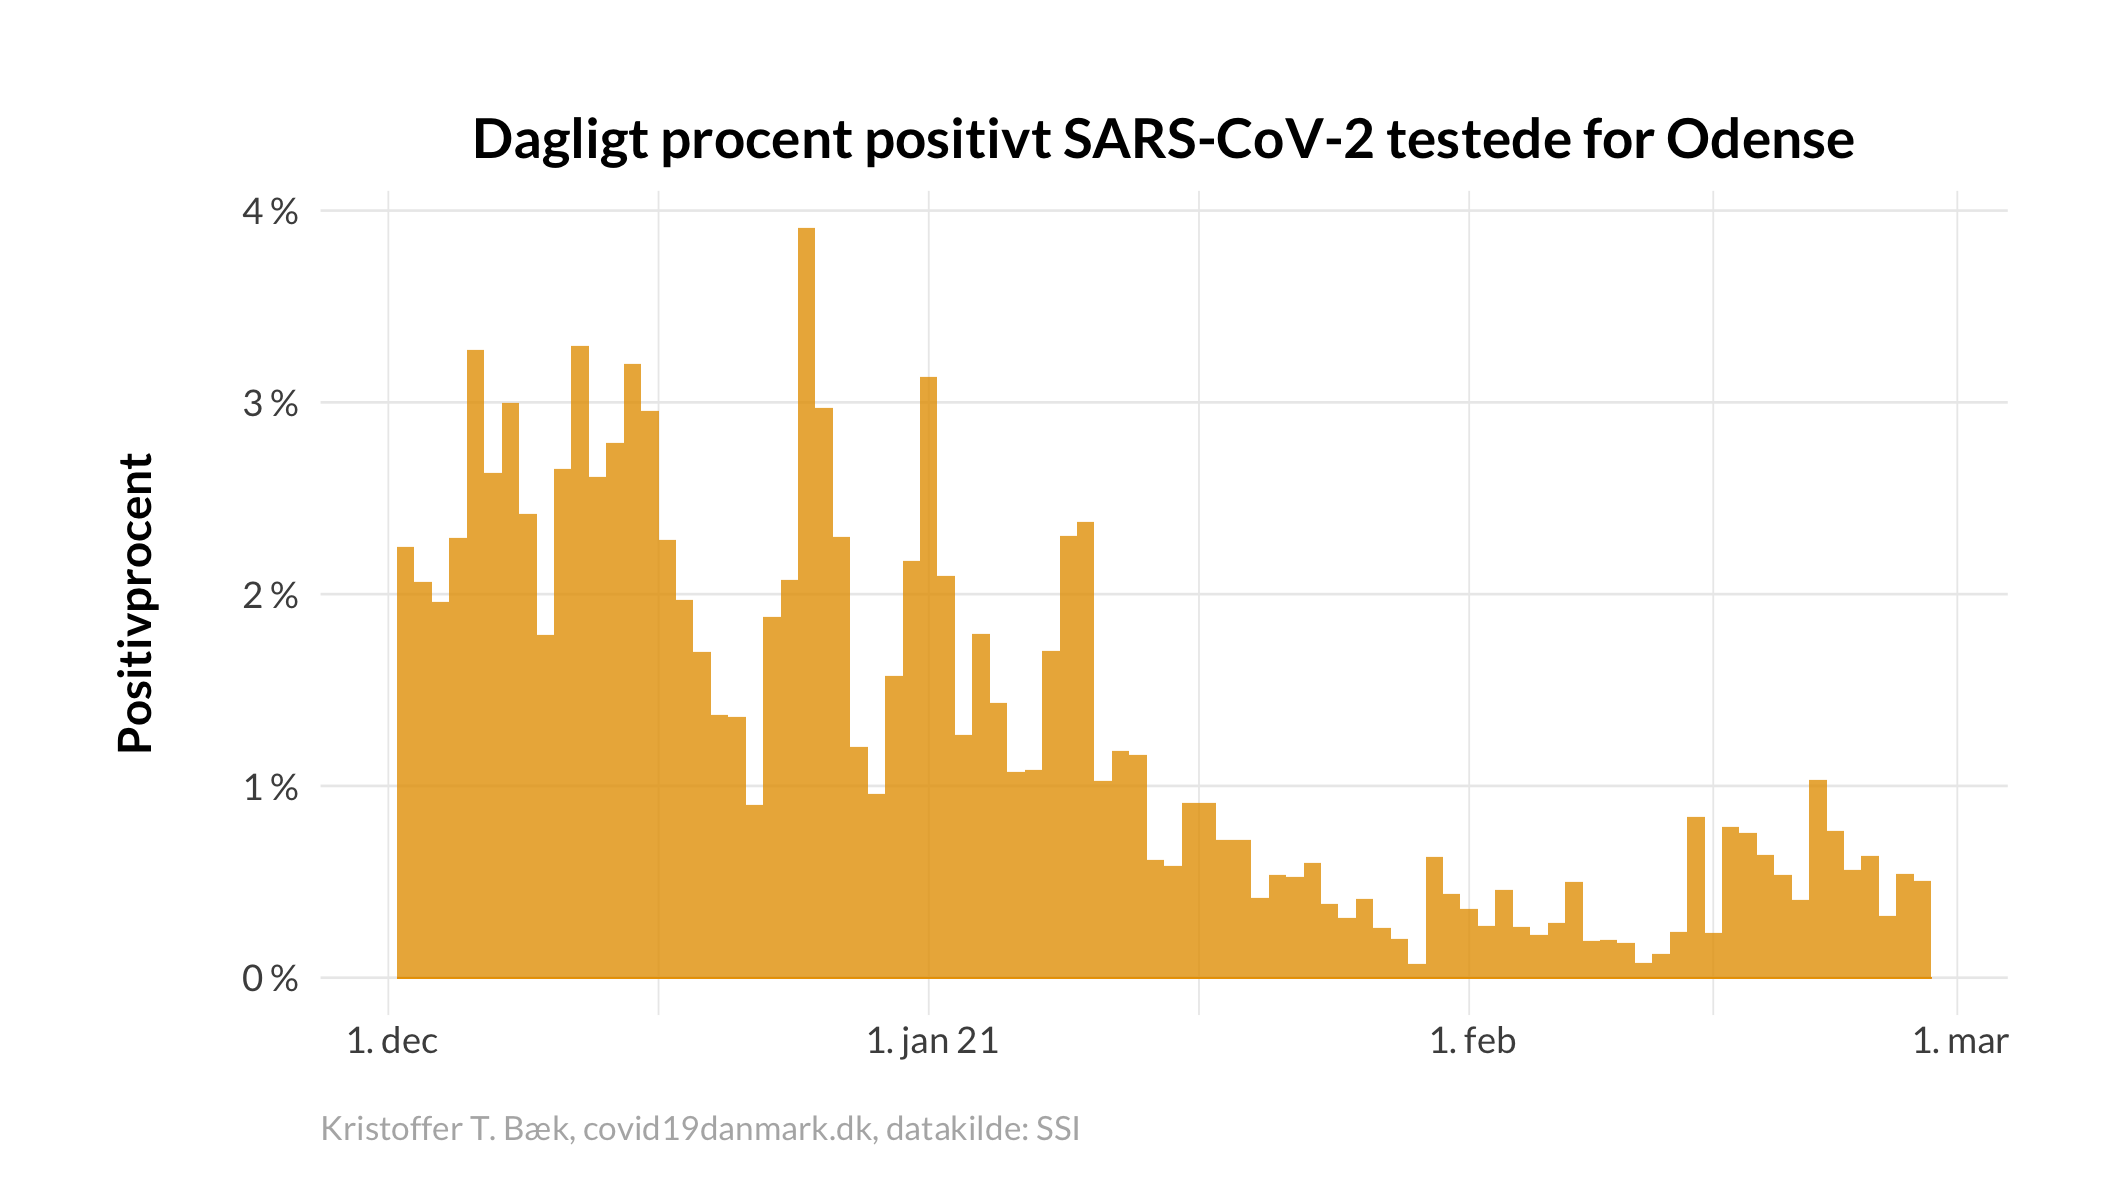 Dagligt procent positivt SARS-CoV-2 testede for Odense
Positivprocent
4 %
3 %
2 %
1 %
0 %
1. dec
1. jan 21
1. feb
1. mar
Kristoffer T. Bæk, covid19danmark.dk, datakilde: SSI